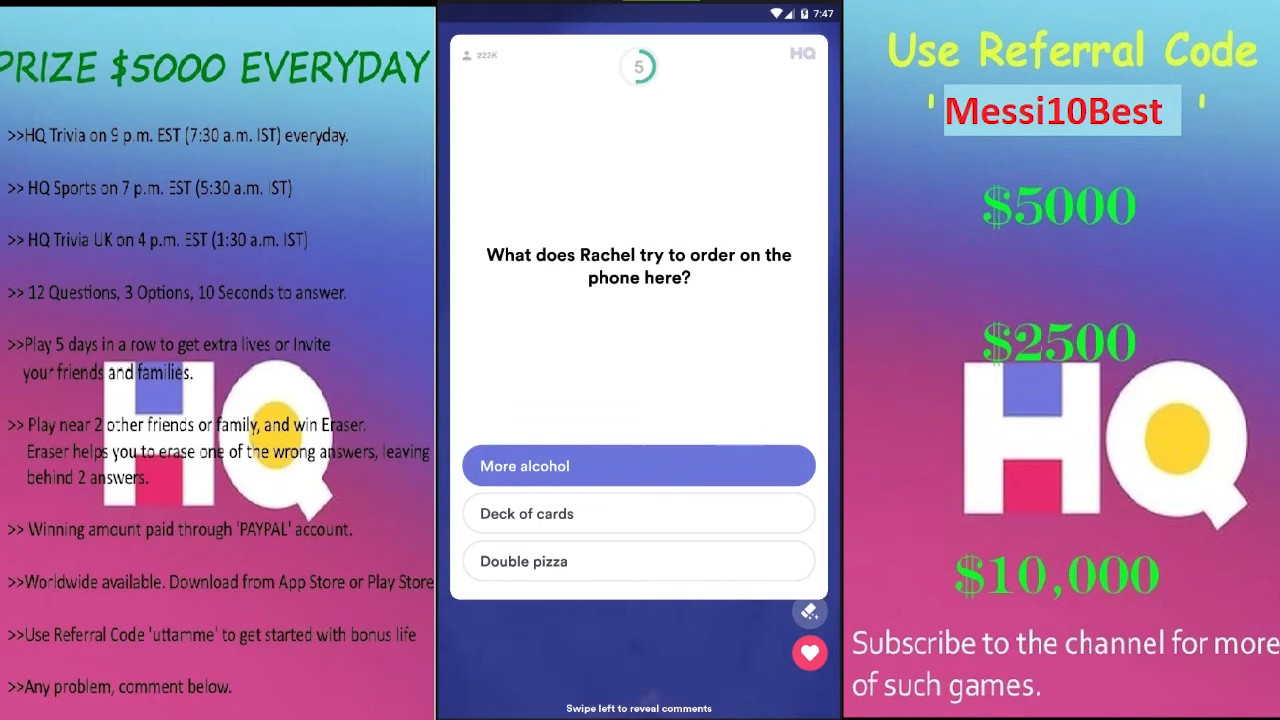 PRIZE $5000 EVERYDAY
>>HQ Trivia on 9 p.m. EST (7:30 a.m. IST) everyday.
>> HQ Sports on 7 p.m. EST (5:30 a.m. IST)
>> HQ Trivia UK on 4 p.m. EST (1:30 a.m. IST)
>> 12 Questions, 3 Options, 10 Seconds to answer.
>>Play 5 days in a row to get extra lives or Invite
your friends and families.
>> Play near 2 other friends or family, and win Eraser.
Eraser helps you to erase one of the wrong answers, leaving
behind 2 answers.
>> Winning amount paid through 'PAYPAL' account.
>>Worldwide available. Download from App Store or Play Store
>>Use Referral Code 'uttamme' to get started with bonus life
>>Any problem, comment below.
HQ
7:47
222K
5
HQ
What does Rachel try to order on the
phone here?
More alcohol
Deck of cards
Double pizza
Swipe left to reveal comments
Use Referral Code
' Messi10Best '
$5000
$2500
HQ
$10,000
Subscribe to the channel for more
of such games.